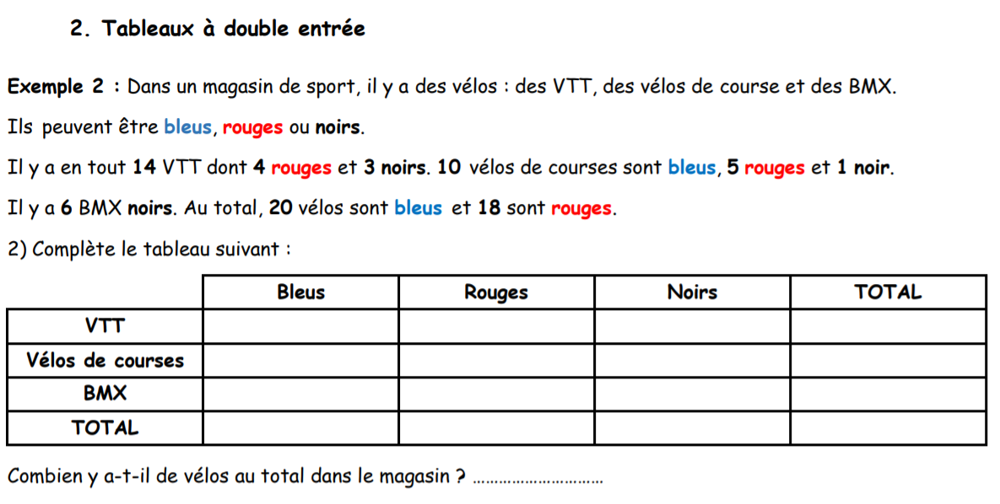 2. Tableaux à double entrée
Exemple 2 : Dans un magasin de sport, il y a des vélos : des VTT, des vélos de course et des BMX.
Ils peuvent être bleus, rouges ou noirs.
Il y a en tout 14 VTT dont 4 rouges et 3 noirs. 10 vélos de courses sont bleus, 5 rouges et 1 noir.
Il y a 6 BMX noirs. Au total, 20 vélos sont bleus et 18 sont rouges.
2) Complète le tableau suivant :
Bleus Rouges Noirs TOTAL
VTT
Vélos de courses
BMX
TOTAL
Combien y a-t-il de vélos au total dans le magasin ? ..............................